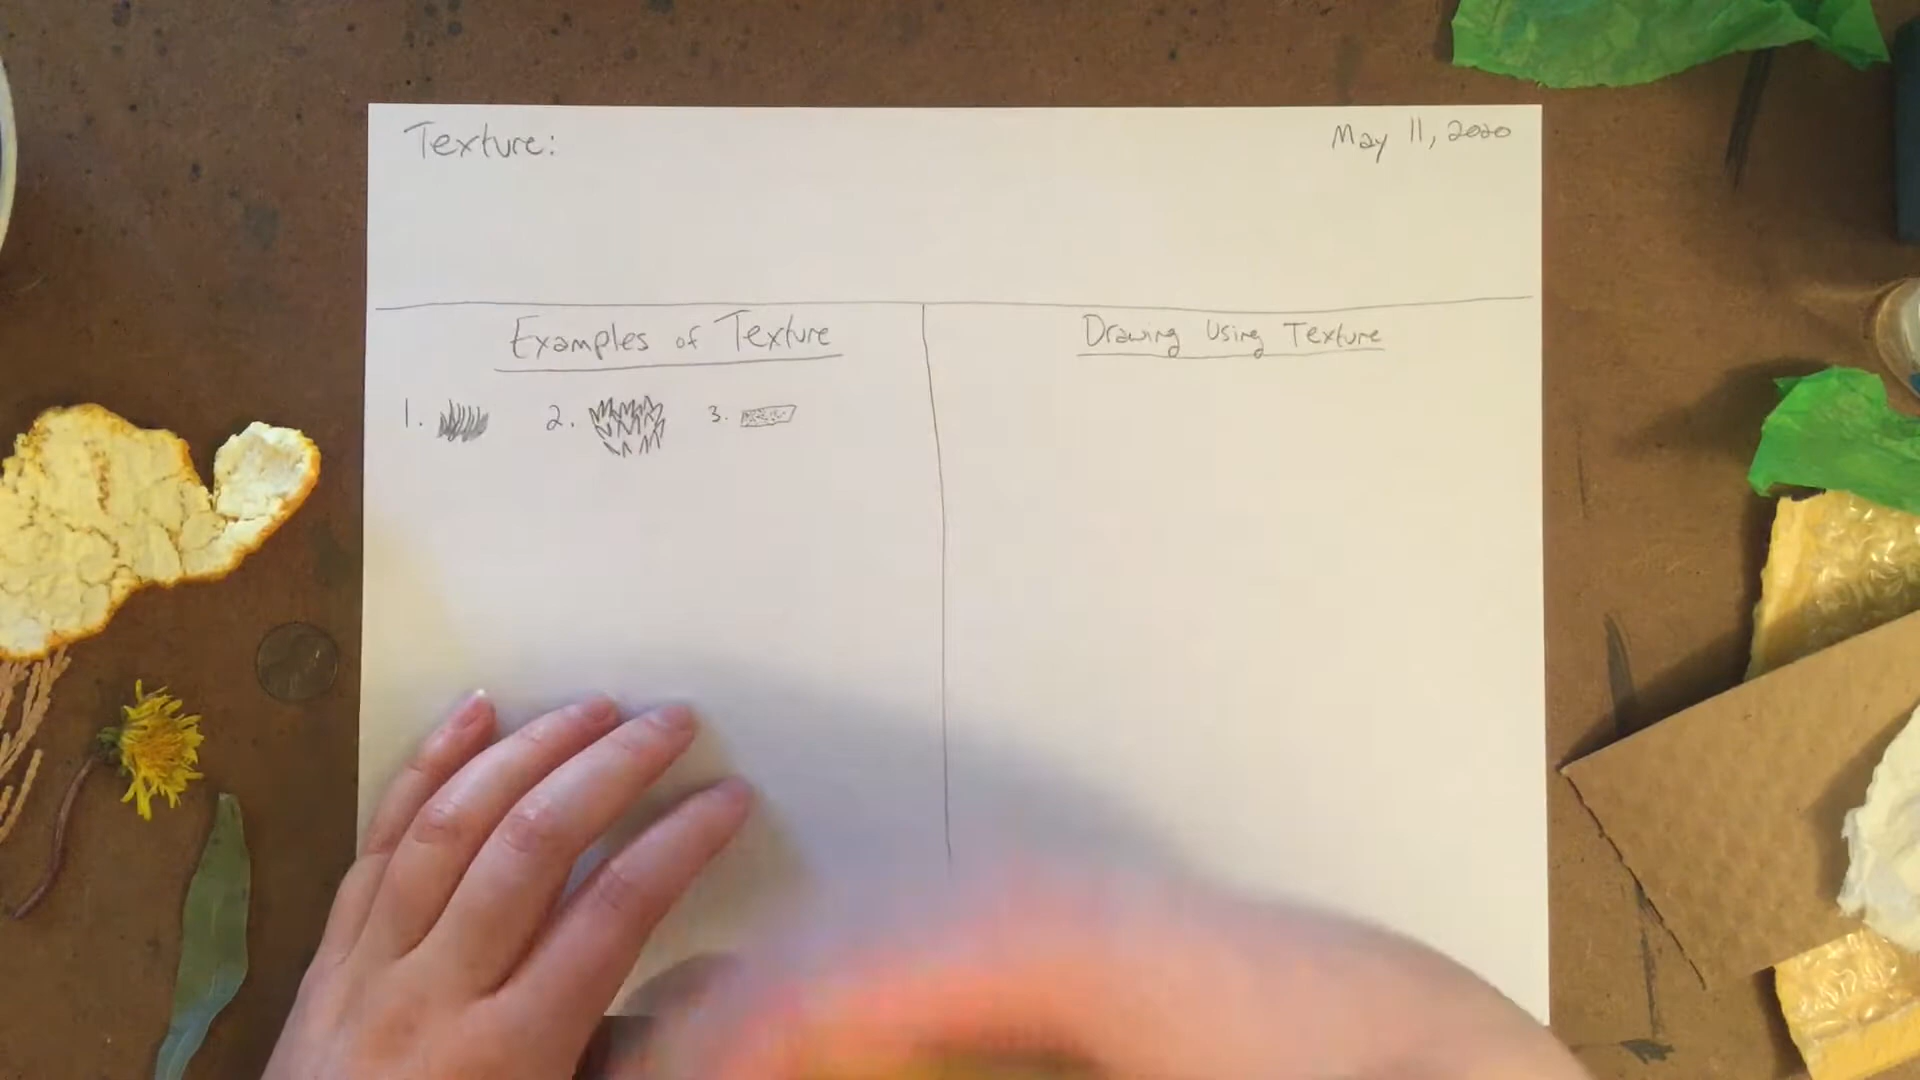 Texture:
May 11, 2020
Examples of Texture
Drawing Using Texture
1. 2. 3.